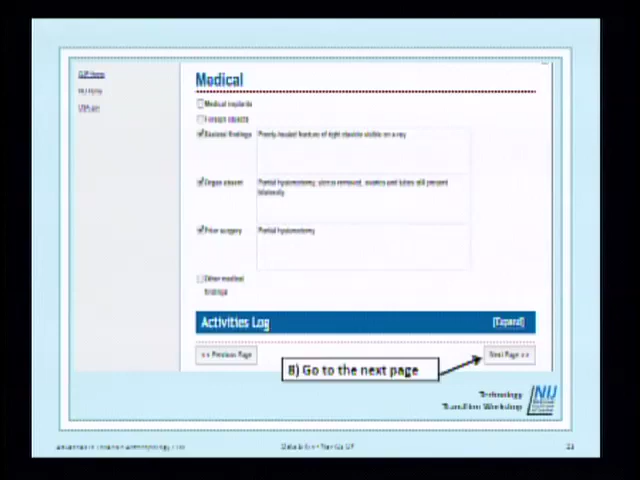 Medical
Medical implants
Foreign objects
Skeletal findings
Poorly healed fracture of right clavicle visible on x ray
Organ absent
Partial hysterectomy, uterus removed, ovaries and tubes still present
bilaterally
Prior surgery
Partial hysterectomy
Other medical
findings
Activities Log
[Expand]
<< Previous Page
Next Page >>
8) Go to the next page
Technology
Transition Workshop
NIJ